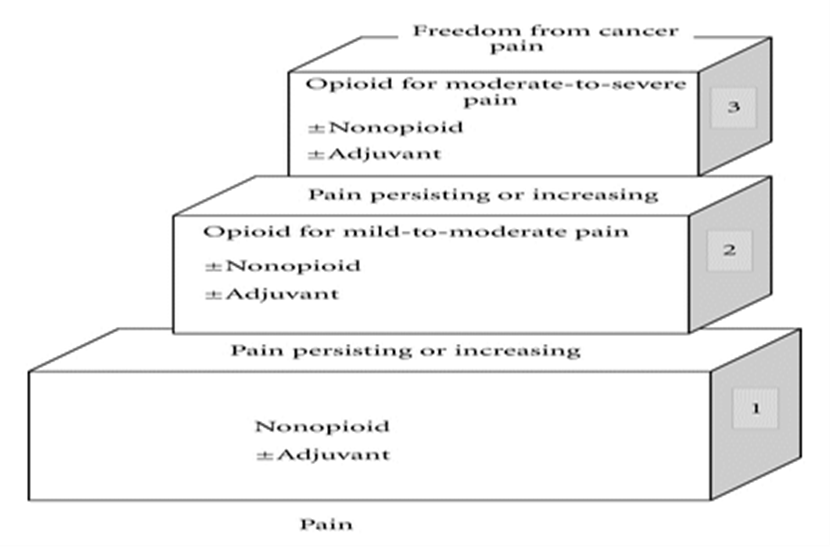 Freedom from cancer
pain
Opioid for moderate-to-severe
pain
±Nonopioid
±Adjuvant
3
Pain persisting or increasing
Opioid for mild-to-moderate pain
±Nonopioid
±Adjuvant
2
Pain persisting or increasing
Nonopioid
±Adjuvant
1
Pain